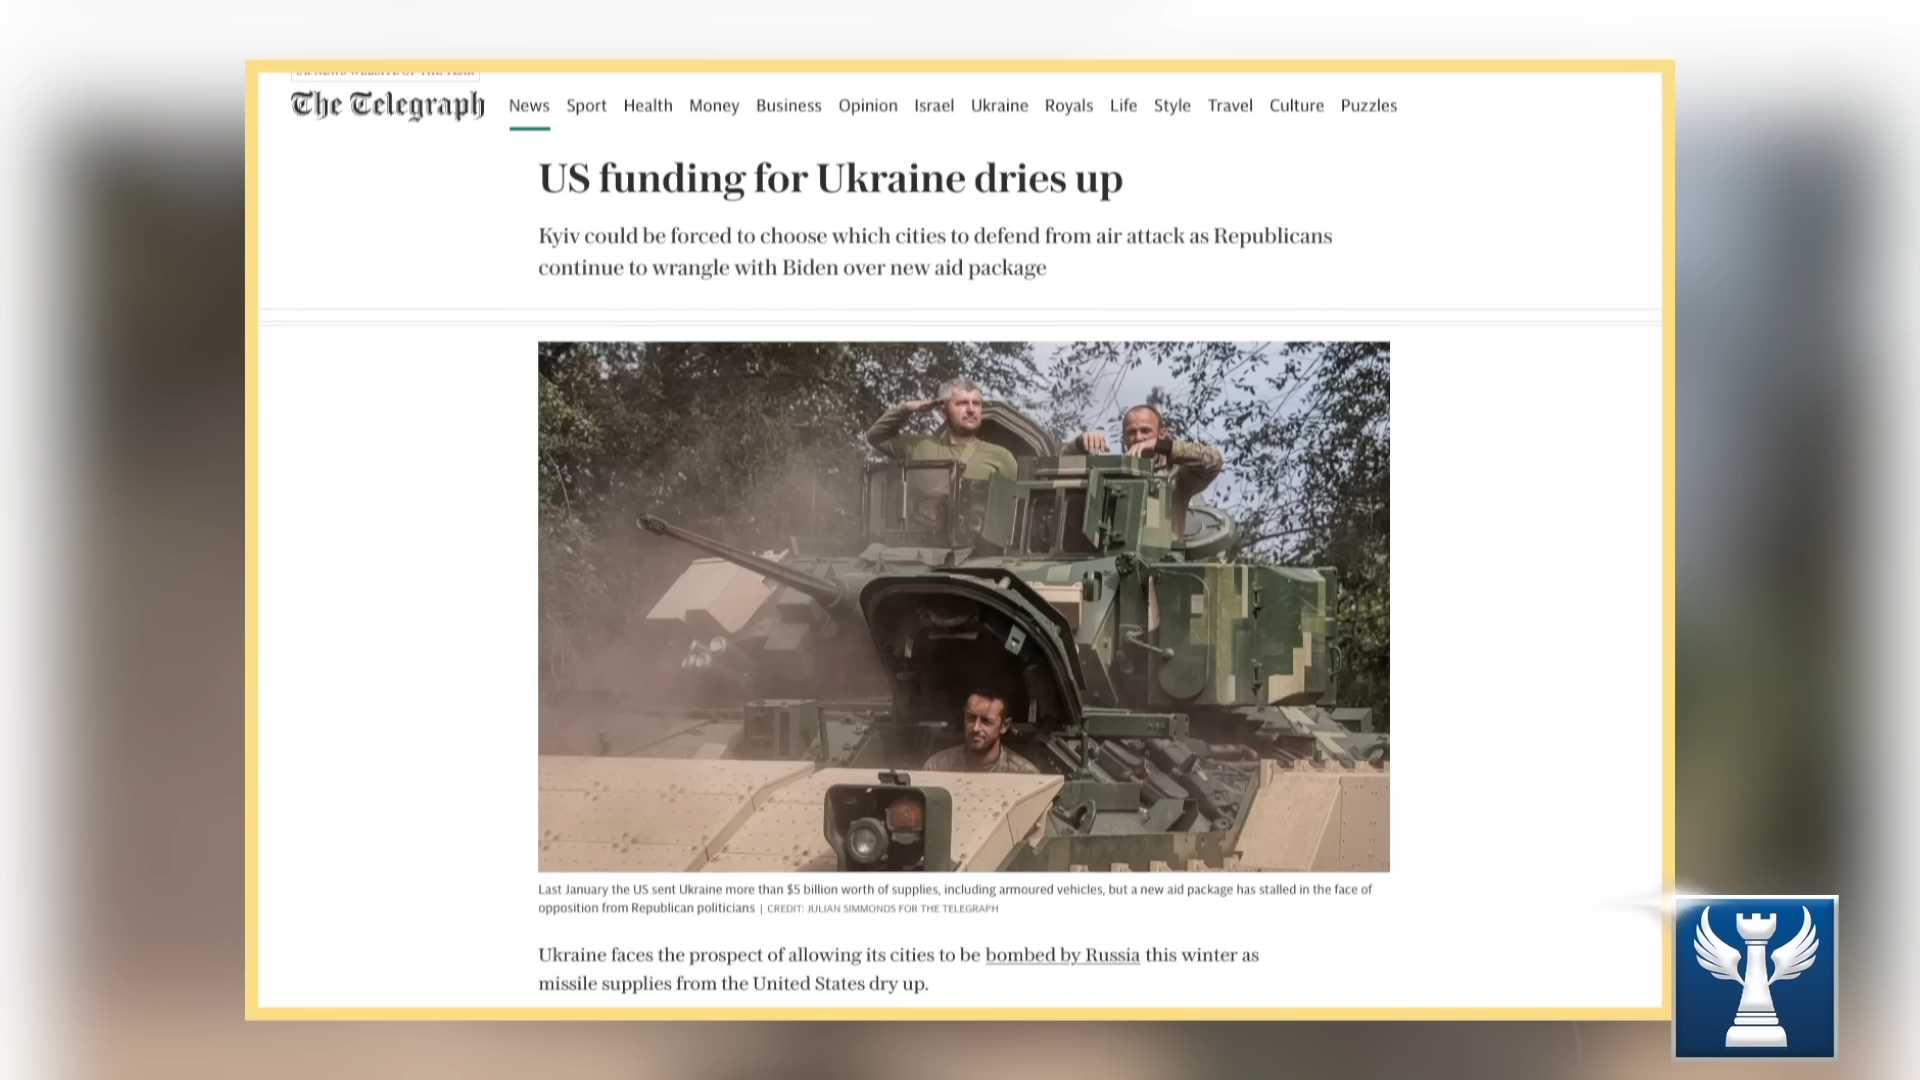 The Telegraph
News Sport Health Money Business Opinion Israel Ukraine Royals Life Style Travel Culture Puzzles
US funding for Ukraine dries up
Kyiv could be forced to choose which cities to defend from air attack as Republicans
continue to wrangle with Biden over new aid package
Last January the US sent Ukraine more than $5 billion worth of supplies, including armoured vehicles, but a new aid package has stalled in the face of
opposition from Republican politicians | CREDIT: JULIAN SIMMONDS FOR THE TELEGRAPH
Ukraine faces the prospect of allowing its cities to be bombed by Russia this winter as
missile supplies from the United States dry up.